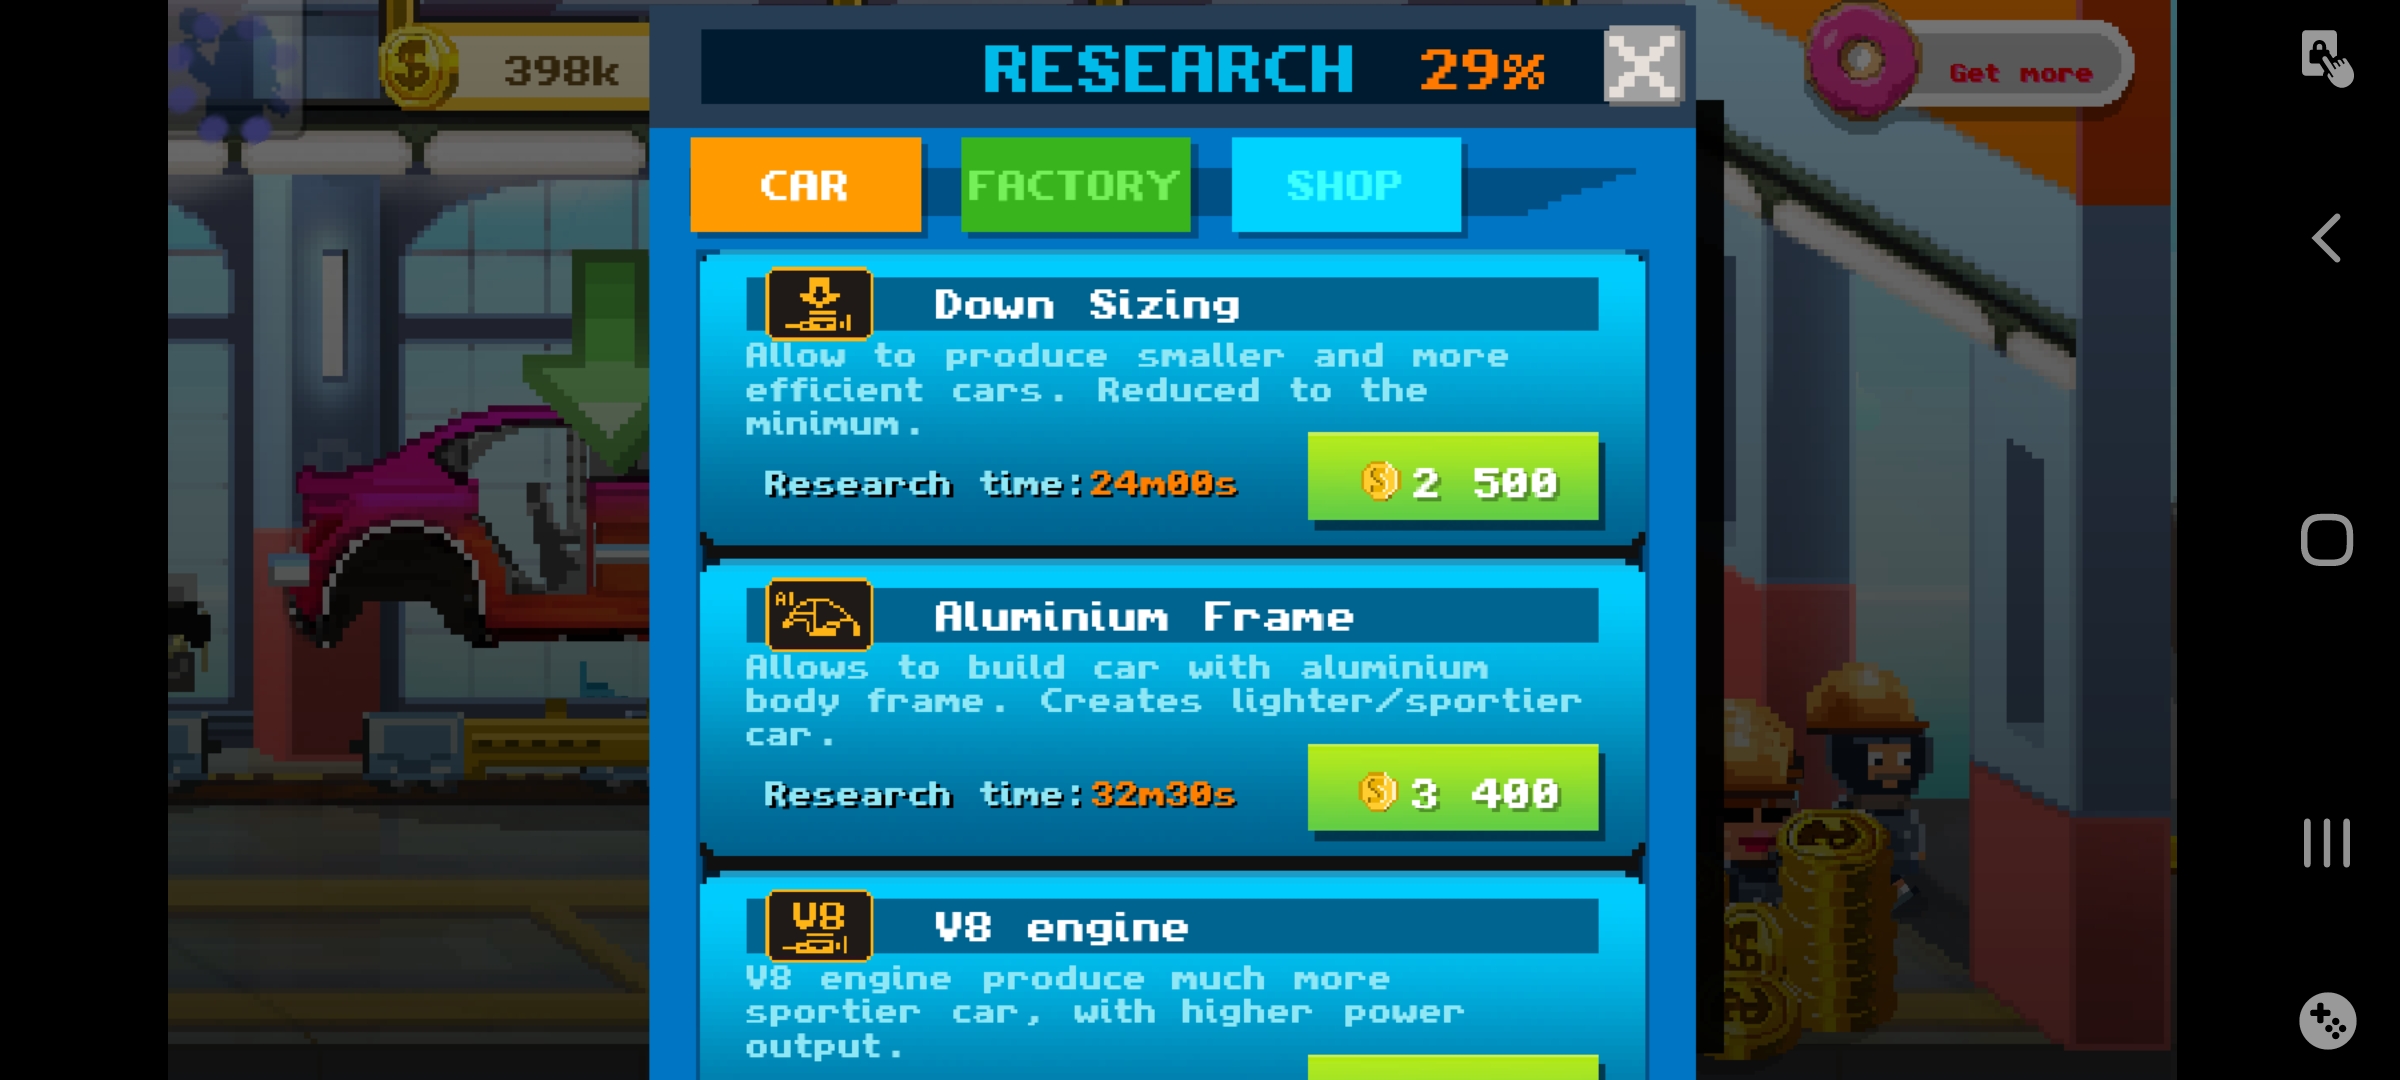 398k
RESEARCH 29%
Get more
CAR FACTORY SHOP
Down Sizing
Allow to produce smaller and more
efficient cars. Reduced to the
minimum.
Research time:24m00s
2 500
Al
Aluminium Frame
Allows to build car with aluminium
body frame. Creates lighter/sportier
car.
Research time:32m30s
3 400
V8
V8 engine
V8 engine produce much more
sportier car, with higher power
output.